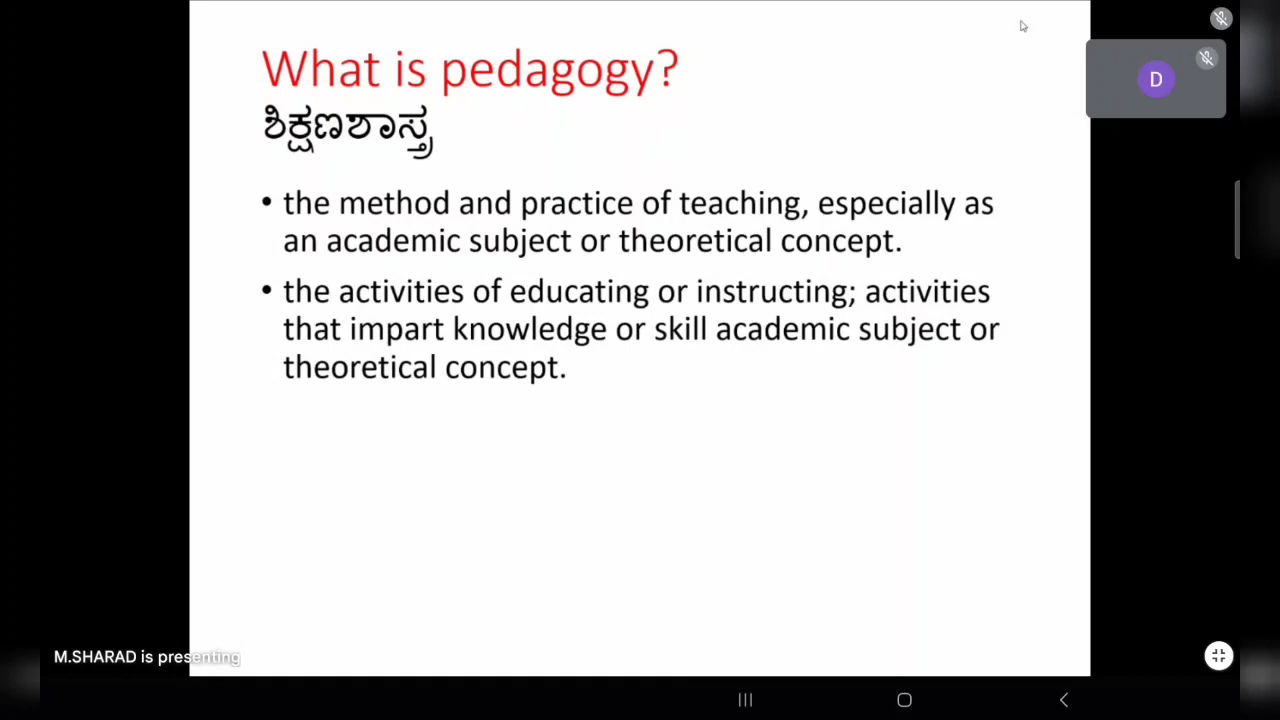 What is pedagogy?
ಶಿಕ್ಷಣಶಾಸ್ತ್ರ
• the method and practice of teaching, especially as
an academic subject or theoretical concept.
• the activities of educating or instructing; activities
that impart knowledge or skill academic subject or
theoretical concept.
D
M.SHARAD is presenting